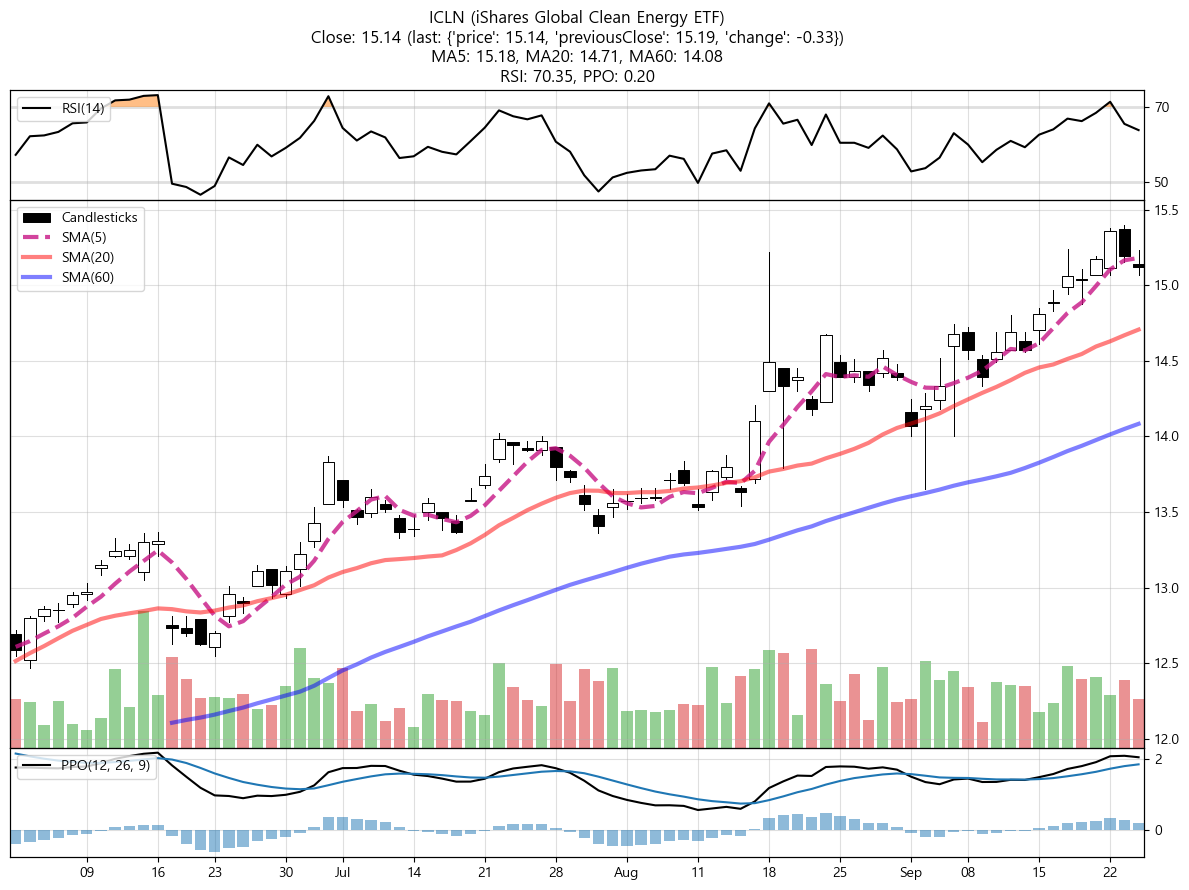 ICLN (iShares Global Clean Energy ETF)
Close: 15.14 (last: {'price': 15.14, 'previousClose': 15.19, 'change': -0.33})
MA5: 15.18, MA20: 14.71, MA60: 14.08
RSI: 70.35, PPO: 0.20
RSI(14)
70
50
Candlesticks
SMA(5)
SMA(20)
SMA(60)
15.5
15.0
14.5
14.0
13.5
13.0
12.5
12.0
PPO(12, 26, 9)
2
0
09 16 23 30 Jul 14 21 28 Aug 11 18 25 Sep 08 15 22